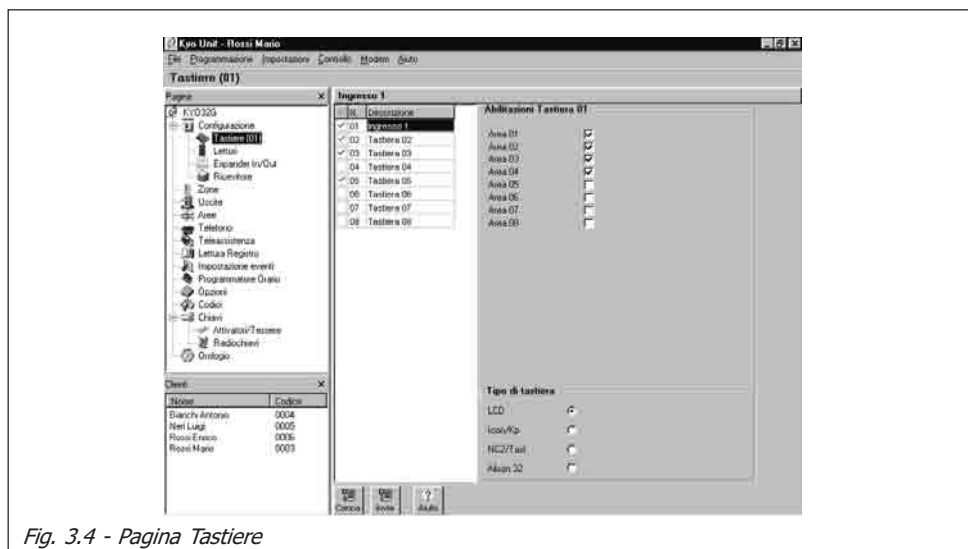 Kyo Unit - Rossi Mario
File Programmazione Impostazioni Consolle Modem Aiuto
Tastiere (01)
Pagine
KYO32G
Configurazione
Tastiere (01)
Lettori
Expander In/Out
Ricevitore
Zone
Uscite
Aree
Telefono
Teleassistenza
Lettura Registro
Impostazione eventi
Programmatore Orario
Opzioni
Codici
Chiavi
Attivatori/Tessere
Radiochiavi
Orologio
Clienti
Nome Codice
Bianchi Antonio 0004
Neri Luigi 0005
Rossi Enrico 0006
Rossi Mario 0003
Ingresso 1
N. Descrizione
01 Ingresso 1
02 Tastiera 02
03 Tastiera 03
04 Tastiera 04
05 Tastiera 05
06 Tastiera 06
07 Tastiera 07
08 Tastiera 08
Abilitazioni Tastiera 01
Area 01
Area 02
Area 03
Area 04
Area 05
Area 06
Area 07
Area 08
Tipo di tastiera
LCD
Icon/Kp
NC2/Tast
Alison 32
Carica Invia Aiuto
Fig. 3.4 - Pagina Tastiere